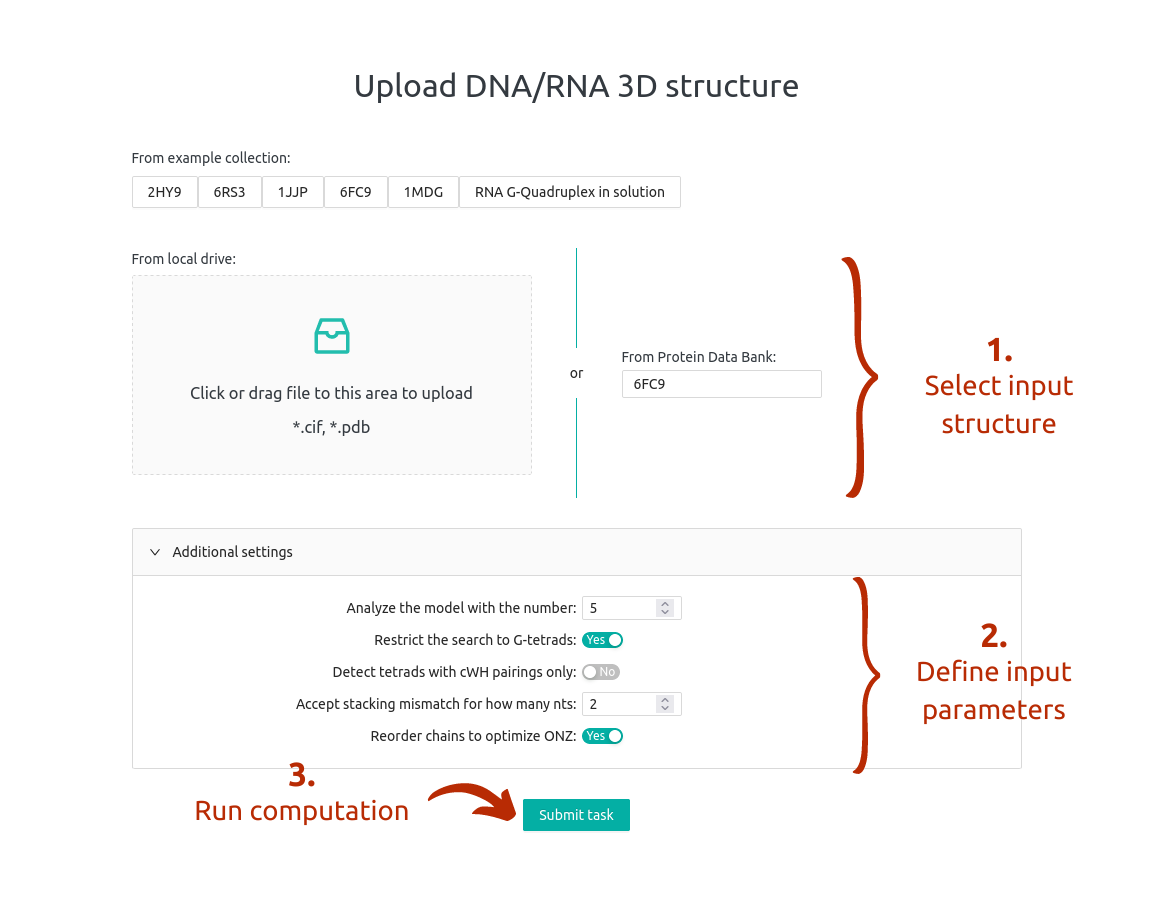 Upload DNA/RNA 3D structure
From example collection:
2HY9 6RS3 1JJP 6FC9 1MDG RNA G-Quadruplex in solution
From local drive:
Click or drag file to this area to upload
*.cif, *.pdb
or
From Protein Data Bank:
6FC9
1.
Select input
structure
Additional settings
Analyze the model with the number: 5
Restrict the search to G-tetrads: Yes
Detect tetrads with cWH pairings only: No
Accept stacking mismatch for how many nts: 2
Reorder chains to optimize ONZ: Yes
2.
Define input
parameters
3.
Run computation
Submit task